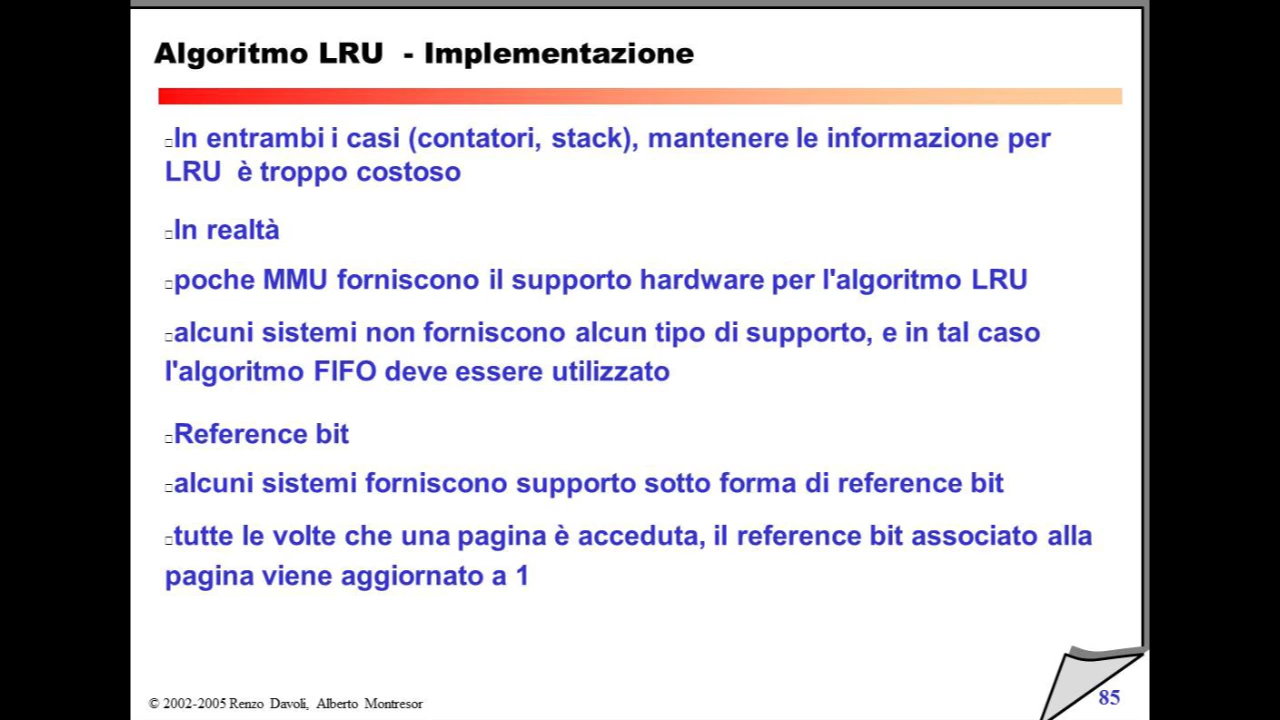 Algoritmo LRU - Implementazione
In entrambi i casi (contatori, stack), mantenere le informazione per
LRU è troppo costoso
In realtà
poche MMU forniscono il supporto hardware per l'algoritmo LRU
alcuni sistemi non forniscono alcun tipo di supporto, e in tal caso
l'algoritmo FIFO deve essere utilizzato
Reference bit
alcuni sistemi forniscono supporto sotto forma di reference bit
tutte le volte che una pagina è acceduta, il reference bit associato alla
pagina viene aggiornato a 1
© 2002-2005 Renzo Davoli, Alberto Montresor
85